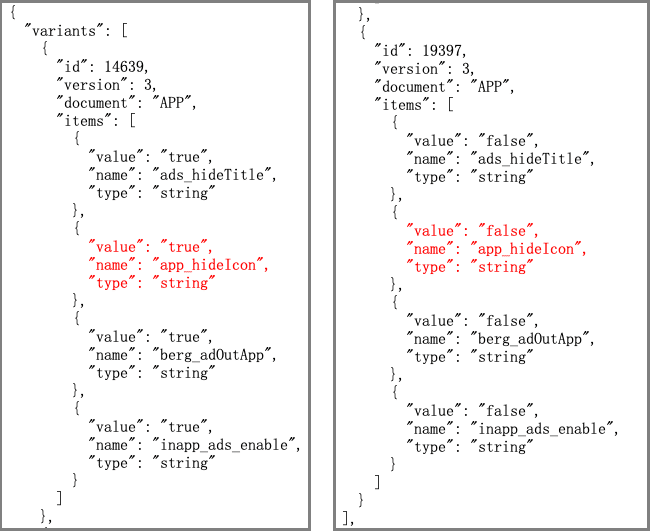 {
"variants": [
{
"id": 14639,
"version": 3,
"document": "APP",
"items": [
{
"value": "true",
"name": "ads_hideTitle",
"type": "string"
},
{
"value": "true",
"name": "app_hideIcon",
"type": "string"
},
{
"value": "true",
"name": "berg_adOutApp",
"type": "string"
},
{
"value": "true",
"name": "inapp_ads_enable",
"type": "string"
}
]
},
},
{
"id": 19397,
"version": 3,
"document": "APP",
"items": [
{
"value": "false",
"name": "ads_hideTitle",
"type": "string"
},
{
"value": "false",
"name": "app_hideIcon",
"type": "string"
},
{
"value": "false",
"name": "berg_adOutApp",
"type": "string"
},
{
"value": "false",
"name": "inapp_ads_enable",
"type": "string"
}
]
}
],